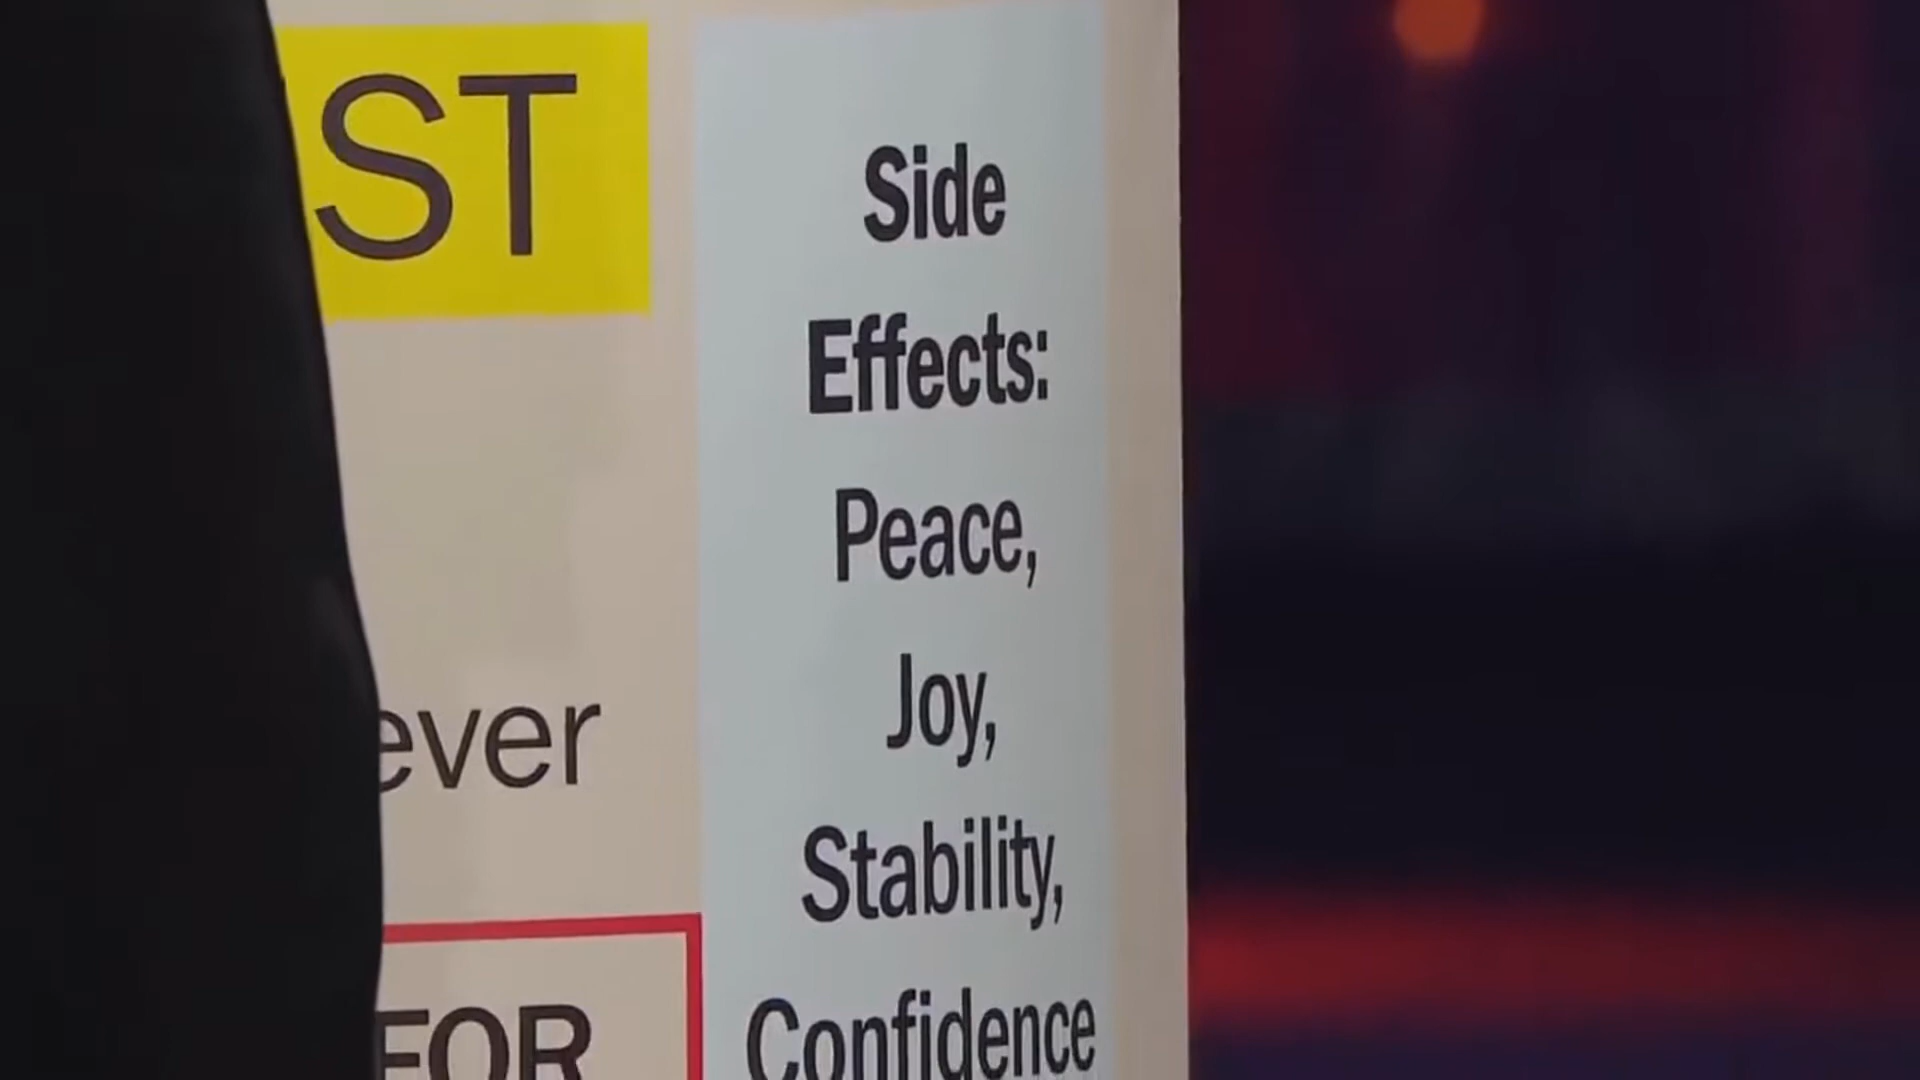 ST
ever
FOR
Side
Effects:
Peace,
Joy,
Stability,
Confidence